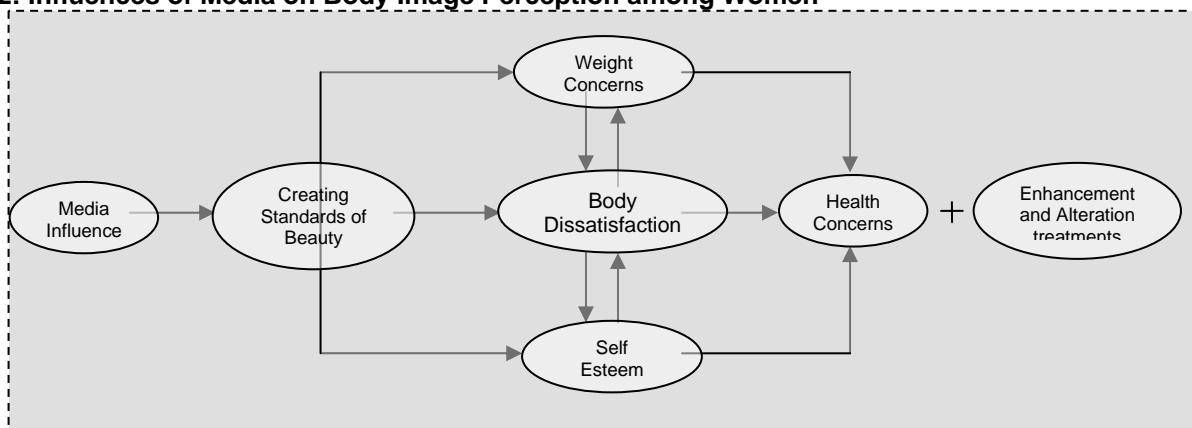 2. Influences of Media on Body Image Perception among Women
Weight
Concerns
Media
Influence
Creating
Standards of
Beauty
Body
Dissatisfaction
Health
Concerns
+
Enhancement
and Alteration
treatments
Self
Esteem